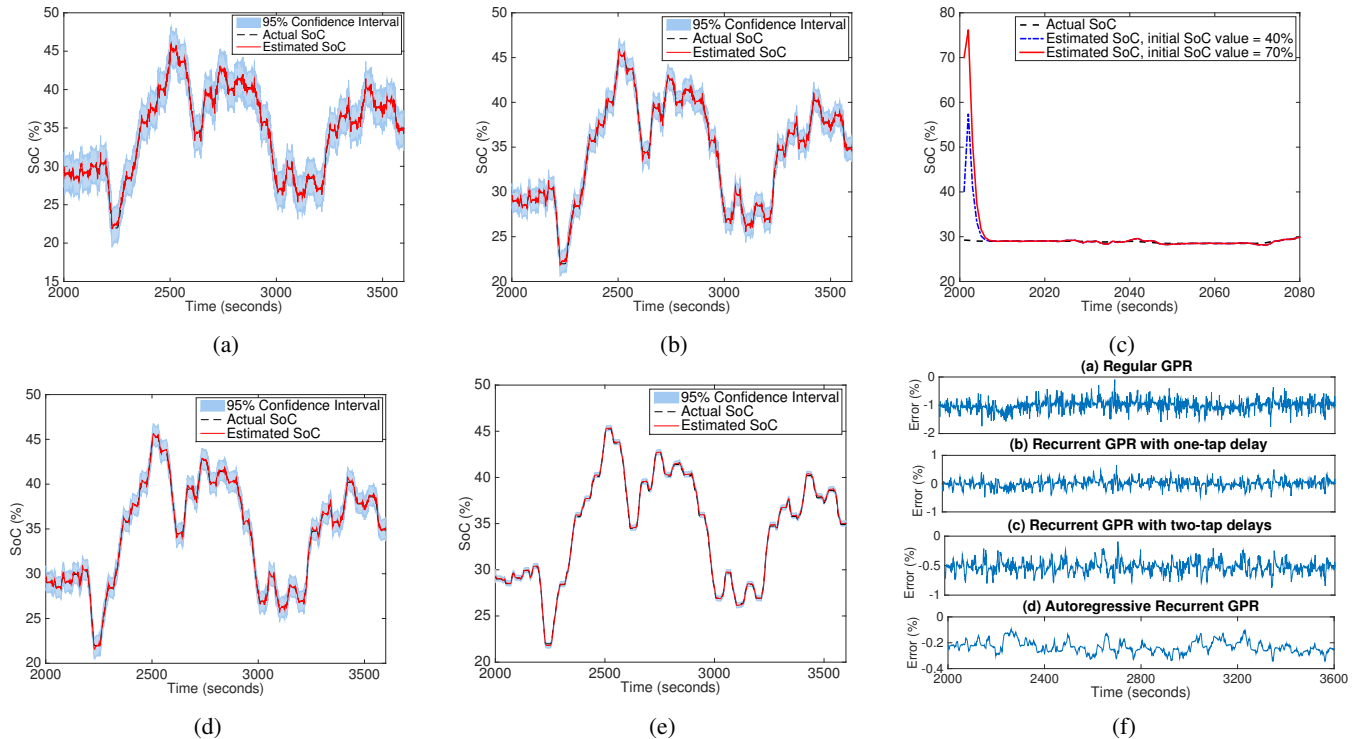 50
45
40
35
30
25
20
15
SoC (%)
95% Confidence Interval
Actual SoC
Estimated SoC
2000 2500 3000 3500
Time (seconds)
(a)
50
45
40
35
30
25
20
SoC (%)
95% Confidence Interval
Actual SoC
Estimated SoC
2000 2500 3000 3500
Time (seconds)
(b)
80
70
60
50
40
30
20
SoC (%)
Actual SoC
Estimated SoC, initial SoC value = 40%
Estimated SoC, initial SoC value = 70%
2000 2020 2040 2060 2080
Time (seconds)
(c)
50
45
40
35
30
25
20
SoC (%)
95% Confidence Interval
Actual SoC
Estimated SoC
2000 2500 3000 3500
Time (seconds)
(d)
50
45
40
35
30
25
20
SoC (%)
95% Confidence Interval
Actual SoC
Estimated SoC
2000 2500 3000 3500
Time (seconds)
(e)
(a) Regular GPR
0
-1
-2
Error (%)
(b) Recurrent GPR with one-tap delay
1
0
-1
Error (%)
(c) Recurrent GPR with two-tap delays
0
-0.5
-1
Error (%)
(d) Autoregressive Recurrent GPR
0
-0.2
-0.4
Error (%)
2000 2400 2800 3200 3600
Time (seconds)
(f)